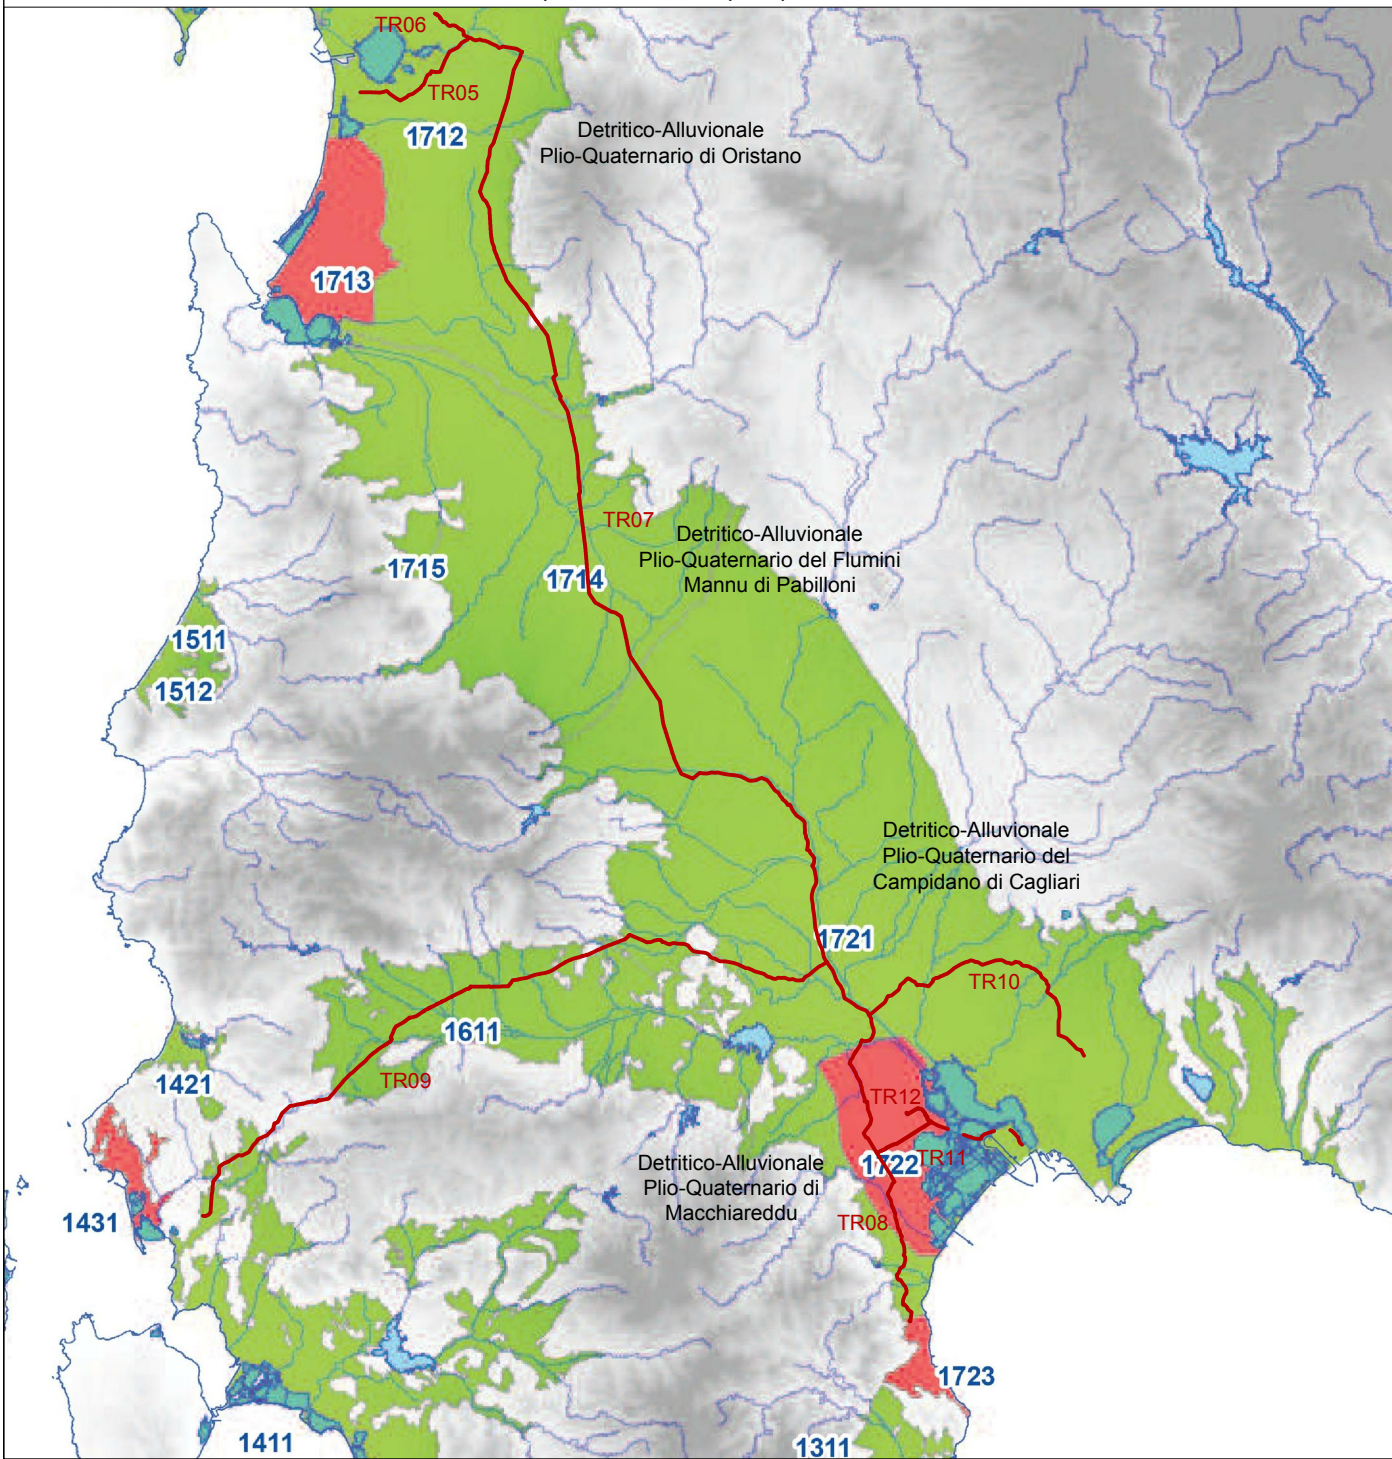 TR06
TR05
1712
Detritico-Alluvionale
Plio-Quaternario di Oristano
1713
TR07
Detritico-Alluvionale
Plio-Quaternario del Flumini
Mannu di Pabilloni
1715
1714
1511
1512
Detritico-Alluvionale
Plio-Quaternario del
Campidano di Cagliari
1721
TR10
1611
TR09
1421
TR12
1722
TR11
Detritico-Alluvionale
Plio-Quaternario di
Macchiareddu
1431
TR08
1723
1411
1311